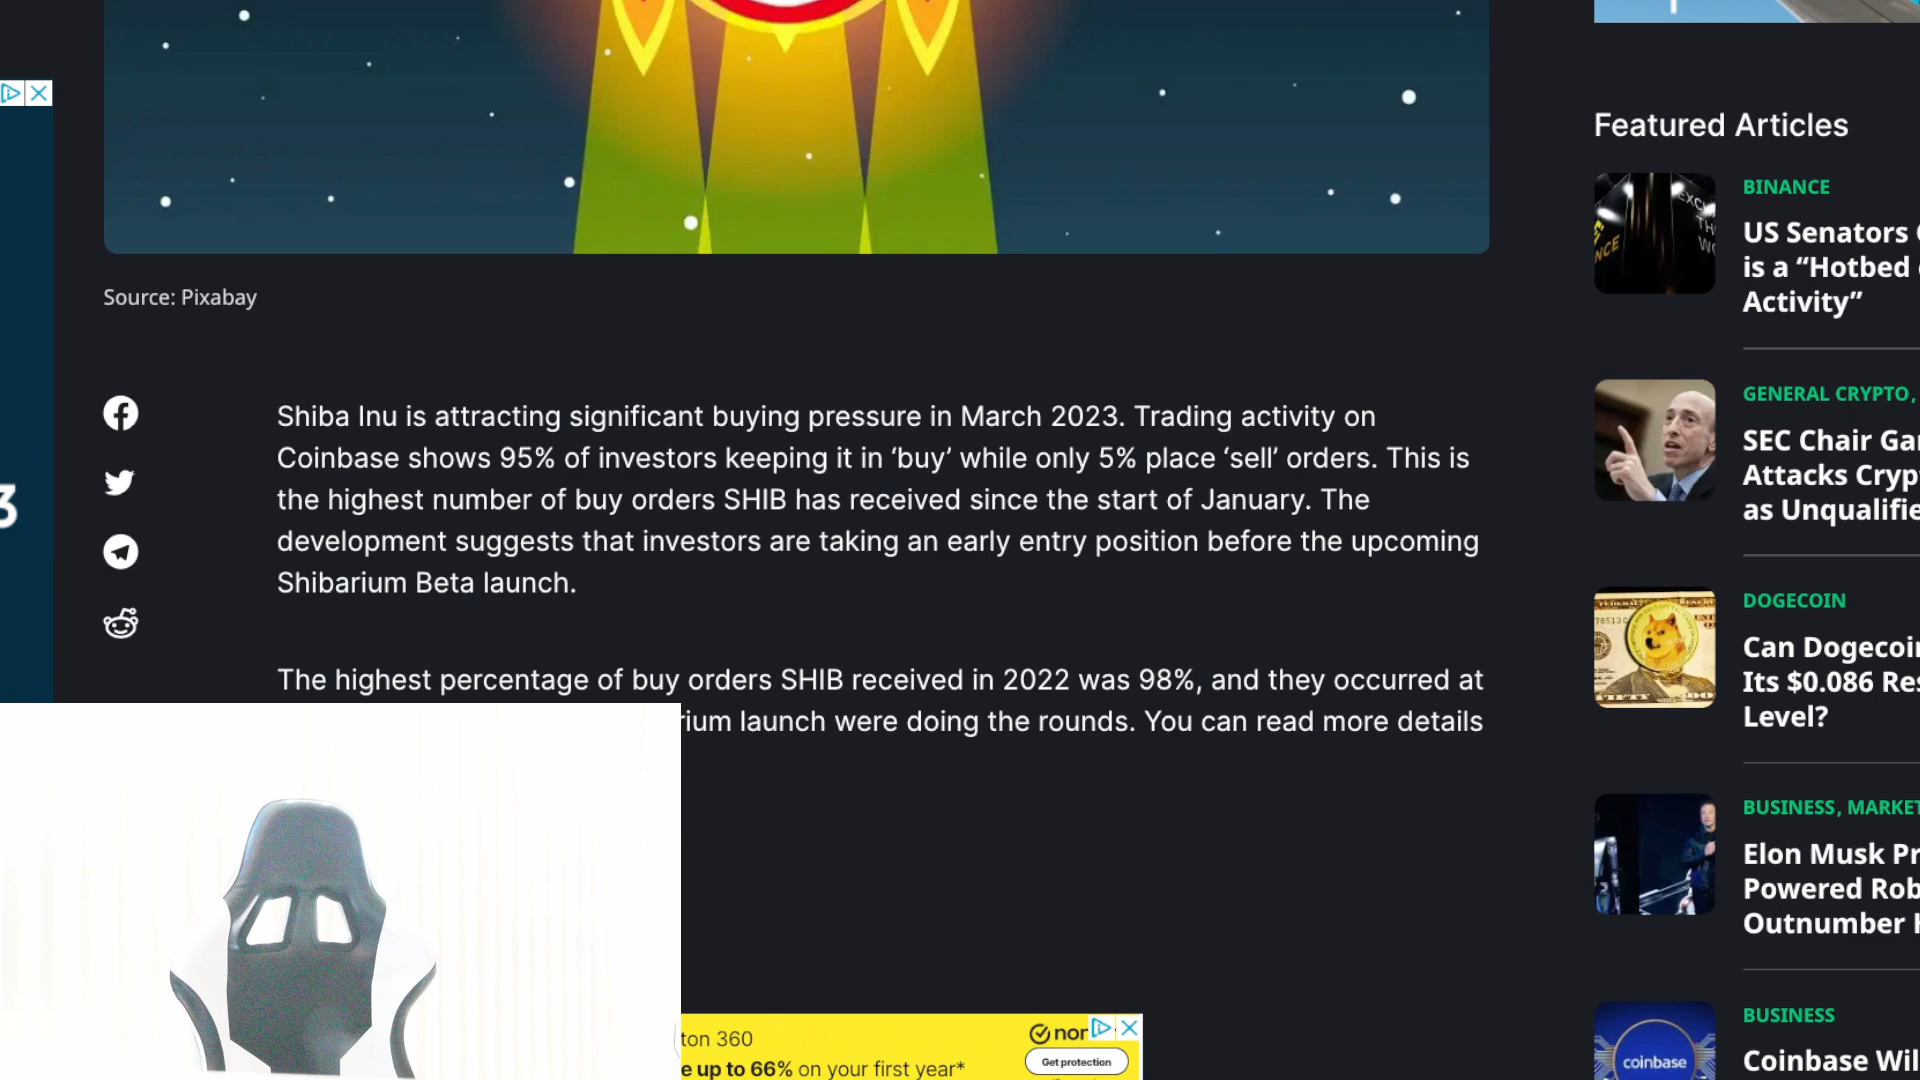 Source: Pixabay
Shiba Inu is attracting significant buying pressure in March 2023. Trading activity on
Coinbase shows 95% of investors keeping it in ‘buy’ while only 5% place ‘sell’ orders. This is
the highest number of buy orders SHIB has received since the start of January. The
development suggests that investors are taking an early entry position before the upcoming
Shibarium Beta launch.
The highest percentage of buy orders SHIB received in 2022 was 98%, and they occurred at
rium launch were doing the rounds. You can read more details
3
ton 360
e up to 66% on your first year*
nor
Get protection
Featured Articles
BINANCE
US Senators
is a “Hotbed
Activity”
GENERAL CRYPTO,
SEC Chair Ga
Attacks Cryp
as Unqualifie
DOGECOIN
Can Dogecoin
Its $0.086 Res
Level?
BUSINESS, MARKET
Elon Musk Pr
Powered Rob
Outnumber
BUSINESS
Coinbase Wil
coinbase